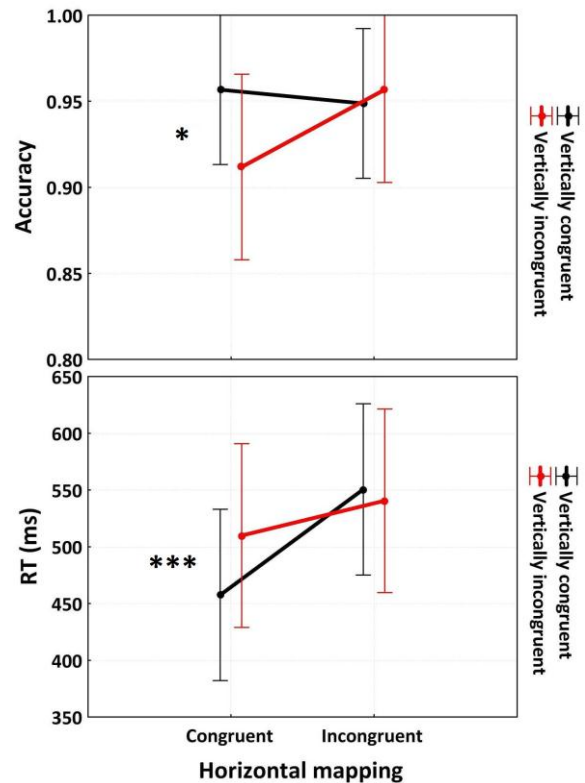 1.00
0.95
0.90
0.85
0.80
Accuracy
*
Vertically congruent
Vertically incongruent
650
600
550
500
450
400
350
RT (ms)
***
Vertically congruent
Vertically incongruent
Congruent Incongruent
Horizontal mapping